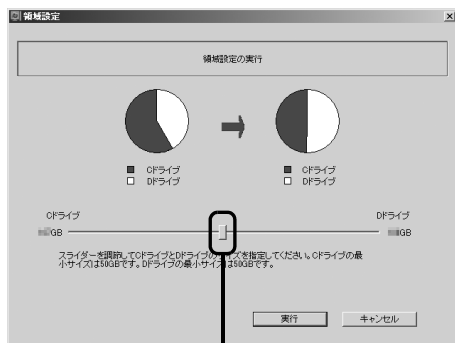 領域設定
領域設定の実行
Cドライブ
Dドライブ
Cドライブ
Dドライブ
Cドライブ
Dドライブ
GB
GB
スライダーを調節してCドライブとDドライブのサイズを指定してください。Cドライブの最
小サイズは50GBです。Dドライブの最小サイズは50GBです。
実行
キャンセル